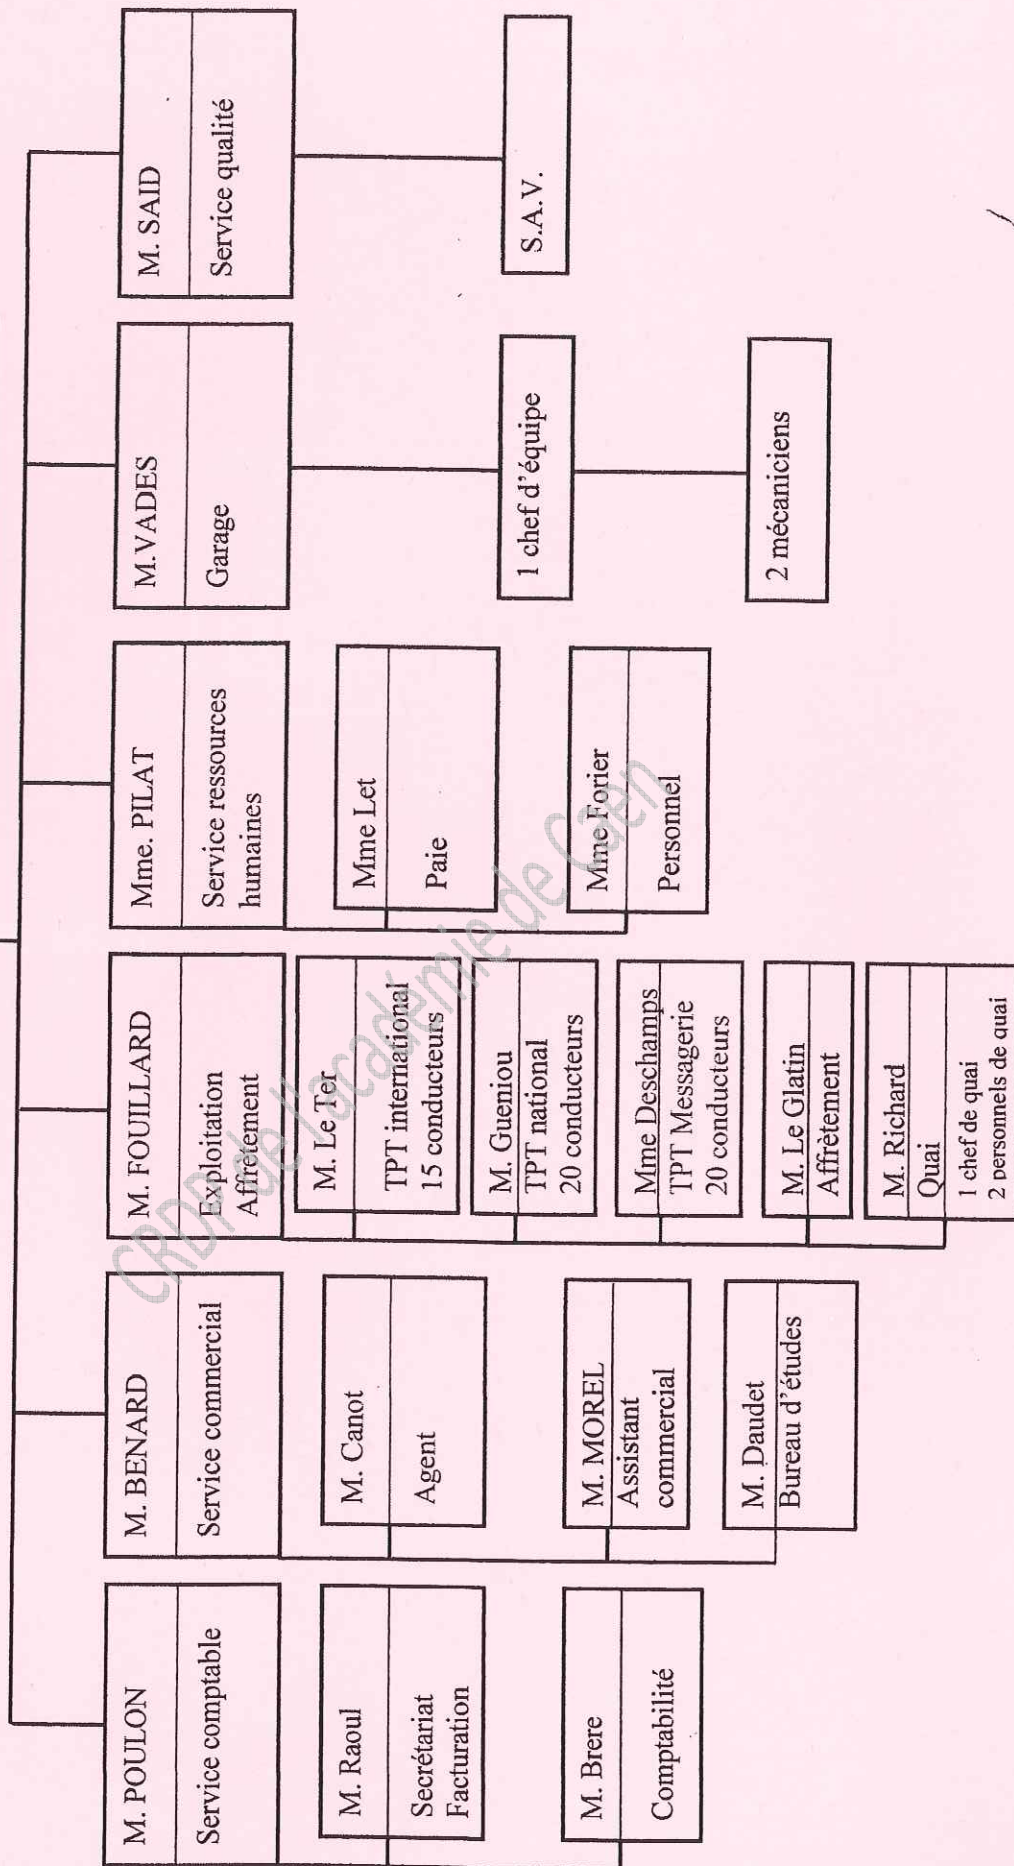 M. POULON
Service comptable
M. Raoul
Secrétariat
Facturation
M. Brere
Comptabilité
M. BENARD
Service commercial
M. Canot
Agent
M. MOREL
Assistant
commercial
M. Daudet
Bureau d'études
M. FOUILLARD
Exploitation
Affrètement
M. Le Ter
TPT international
15 conducteurs
M. Gueniou
TPT national
20 conducteurs
Mme Deschamps
TPT Messagerie
20 conducteurs
M. Le Glatin
Affrètement
M. Richard
Quai
1 chef de quai
2 personnels de quai
Mme. PILAT
Service ressources
humaines
Mme Let
Paie
Mme Forier
Personnel
M.VADES
Garage
1 chef d'équipe
2 mécaniciens
M. SAID
Service qualité
S.A.V.
CRDP de l'académie de Caen